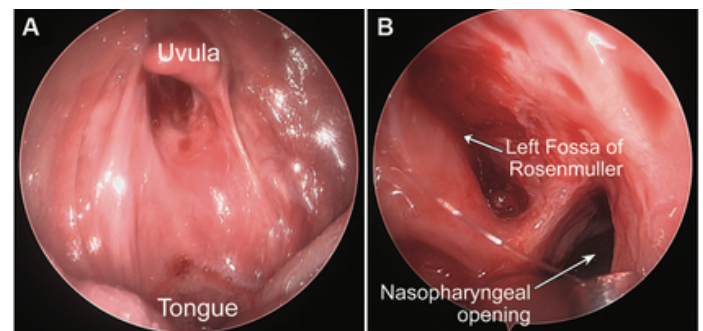 A
Uvula
Tongue
B
Left Fossa of
Rosenmuller
Nasopharyngeal
opening